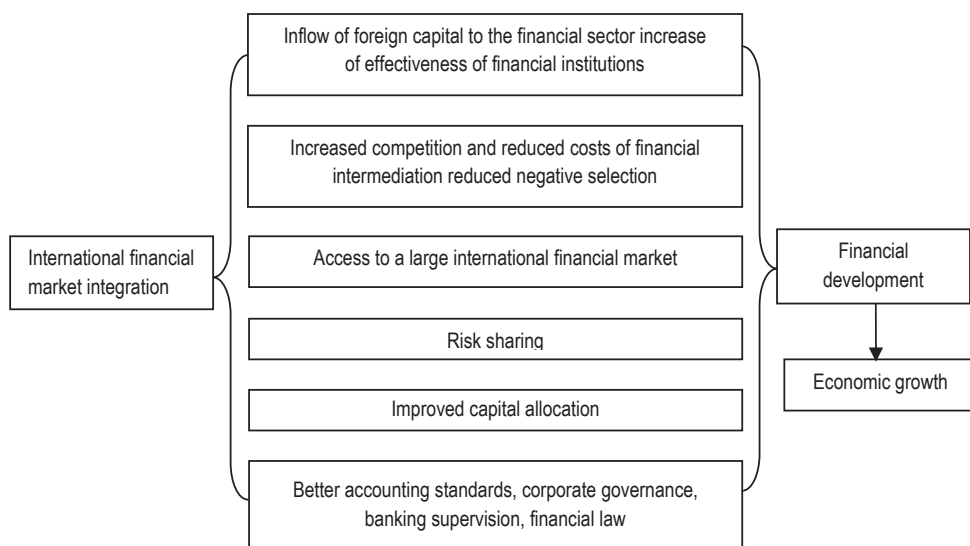 Inflow of foreign capital to the financial sector increase
of effectiveness of financial institutions
Increased competition and reduced costs of financial
intermediation reduced negative selection
International financial
market integration
Access to a large international financial market
Financial
development
Risk sharing
Economic growth
Improved capital allocation
Better accounting standards, corporate governance,
banking supervision, financial law